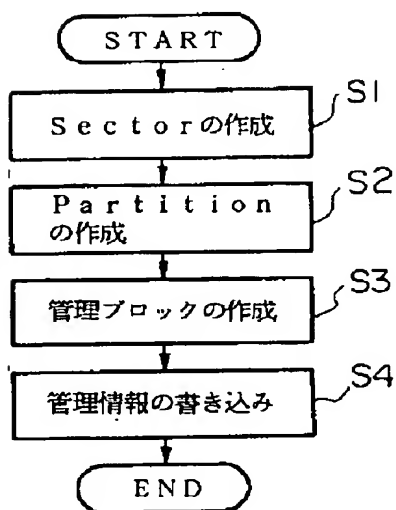 START
S1
Sectorの作成
S2
Partition
の作成
S3
管理ブロックの作成
S4
管理情報の書き込み
END